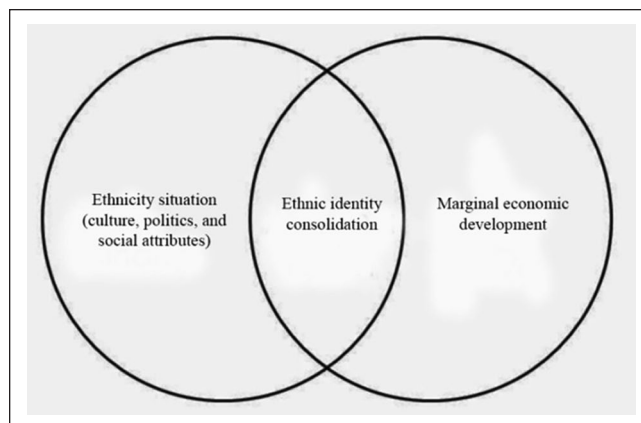 Ethnicity situation
(culture, politics, and
social attributes)
Ethnic identity
consolidation
Marginal economic
development